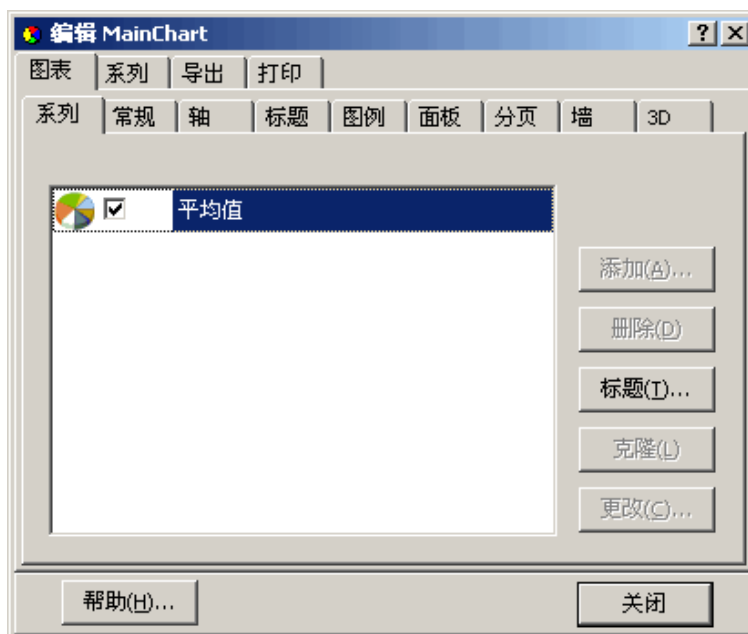 编辑 MainChart
图表 系列 导出 打印
系列 常规 轴 标题 图例 面板 分页 墙 3D
平均值
添加(A)...
删除(D)
标题(T)...
克隆(L)
更改(C)...
帮助(H)... 关闭